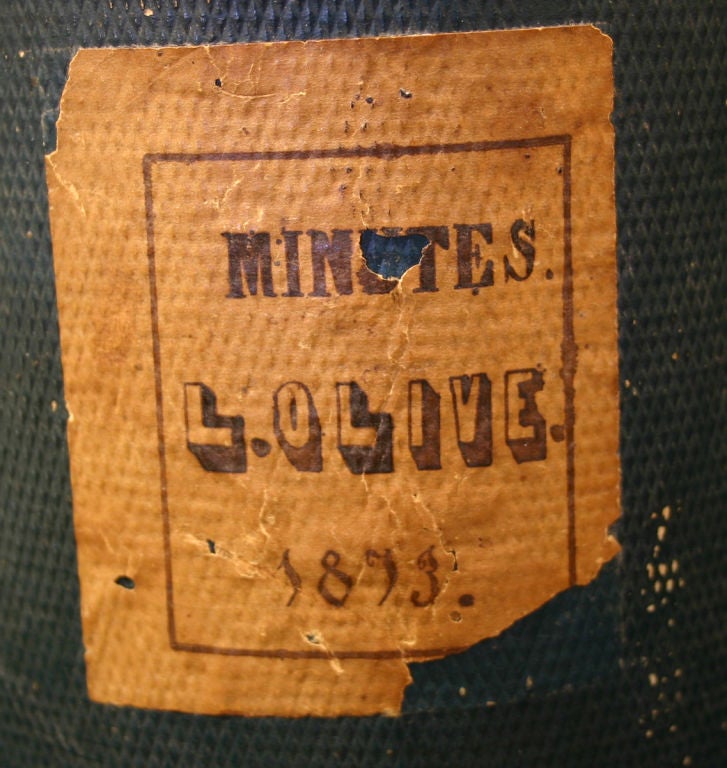 MINUTES.
L. OLIVE.
1873.